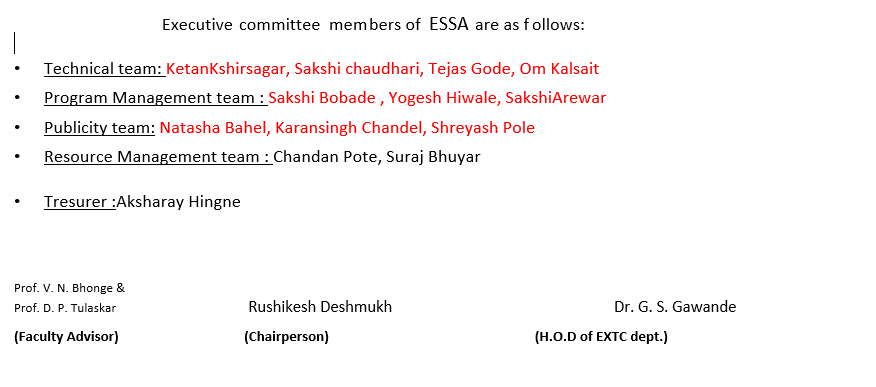 Executive committee members of ESSA are as follows:
• Technical team: KetanKshirsagar, Sakshi chaudhari, Tejas Gode, Om Kalsait
• Program Management team : Sakshi Bobade , Yogesh Hiwale, SakshiArewar
• Publicity team: Natasha Bahel, Karansingh Chandel, Shreyash Pole
• Resource Management team : Chandan Pote, Suraj Bhuyar
• Tresurer :Aksharay Hingne
Prof. V. N. Bhonge &
Prof. D. P. Tulaskar Rushikesh Deshmukh Dr. G. S. Gawande
(Faculty Advisor) (Chairperson) (H.O.D of EXTC dept.)